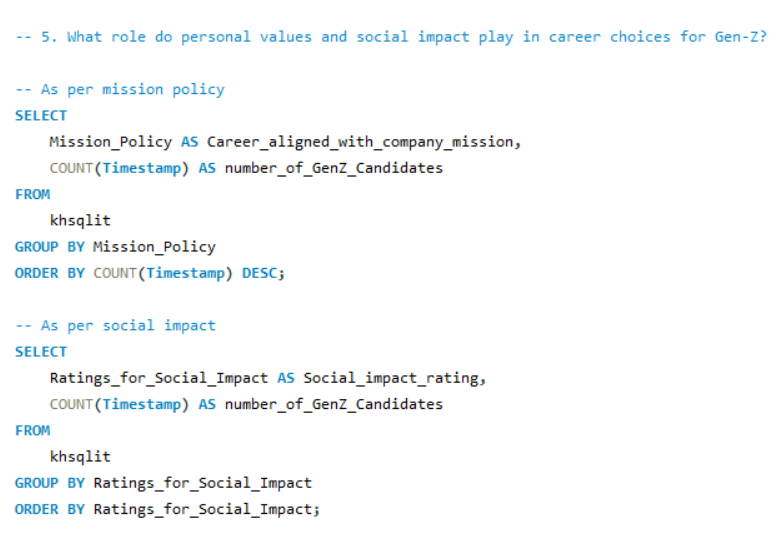 -- 5. What role do personal values and social impact play in career choices for Gen-Z?
-- As per mission policy
SELECT
Mission_Policy AS Career_aligned_with_company_mission,
COUNT(Timestamp) AS number_of_GenZ_Candidates
FROM
khsqlit
GROUP BY Mission_Policy
ORDER BY COUNT(Timestamp) DESC;
-- As per social impact
SELECT
Ratings_for_Social_Impact AS Social_impact_rating,
COUNT(Timestamp) AS number_of_GenZ_Candidates
FROM
khsqlit
GROUP BY Ratings_for_Social_Impact
ORDER BY Ratings_for_Social_Impact;